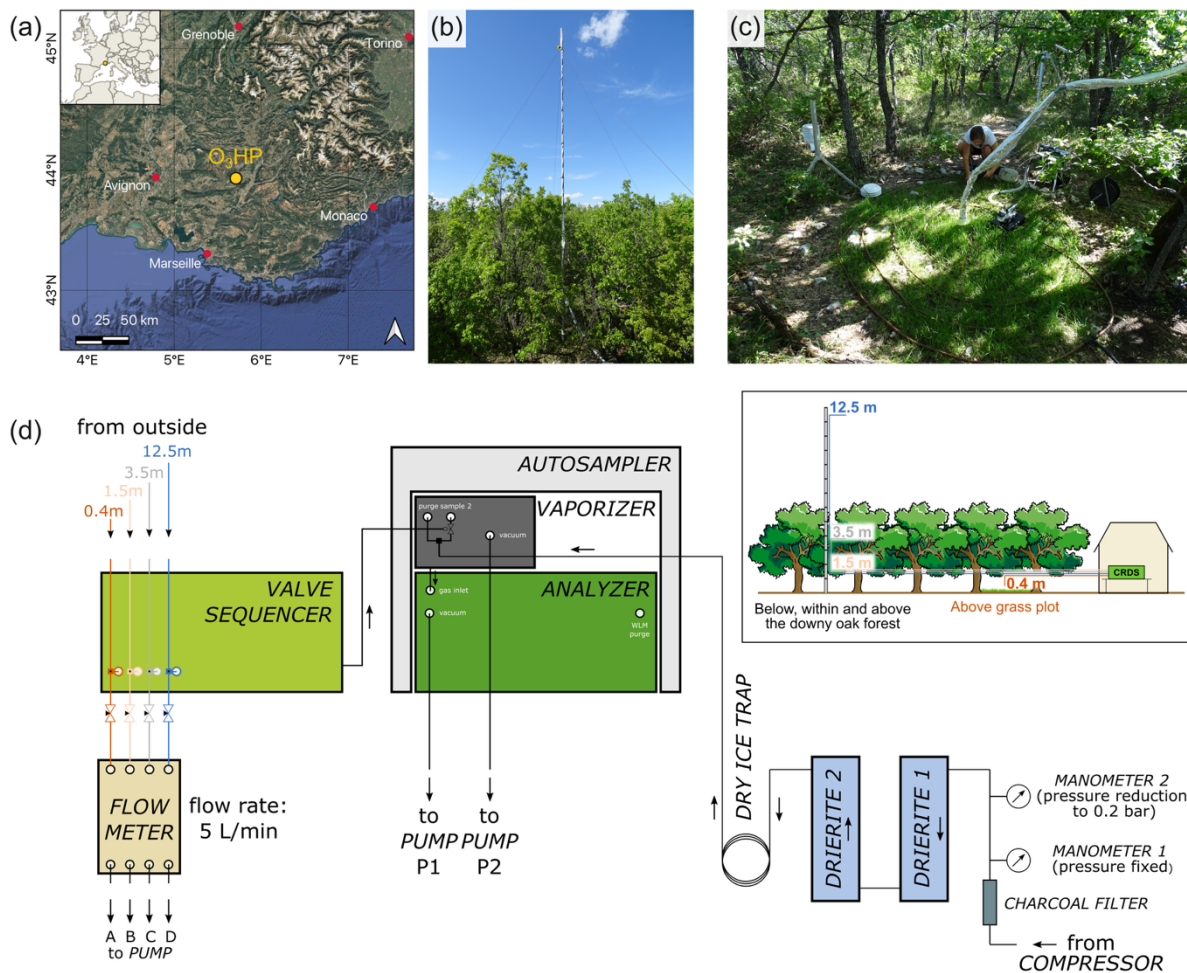 (a)
Grenoble
Torino
O₃HP
Avignon
Monaco
Marseille
0 25 50 km
45°N
44°N
43°N
4°E 5°E 6°E 7°E
(b)
(c)
(d)
from outside
12.5m
3.5m
1.5m
0.4m
VALVE
SEQUENCER
FLOW
METER
flow rate:
5 L/min
A B C D
to PUMP
AUTOSAMPLER
VAPORIZER
purge sample 2
vacuum
ANALYZER
gas inlet
vacuum
WLM
purge
to
PUMP
P1
to
PUMP
P2
12.5 m
3.5 m
1.5 m
0.4 m
CRDS
Below, within and above
the downy oak forest
Above grass plot
DRY ICE TRAP
DRIERITE 2
DRIERITE 1
MANOMETER 2
(pressure reduction
to 0.2 bar)
MANOMETER 1
(pressure fixed)
CHARCOAL FILTER
from
COMPRESSOR